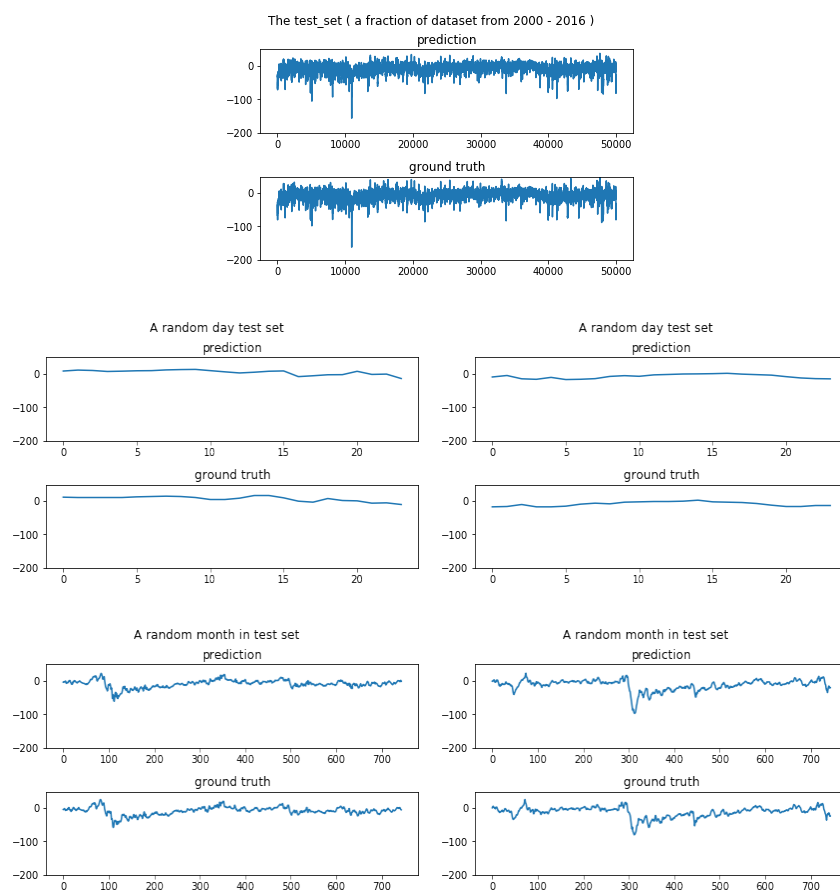 The test_set ( a fraction of dataset from 2000 - 2016 )
prediction
0
−100
−200
0 10000 20000 30000 40000 50000
ground truth
0
−100
−200
0 10000 20000 30000 40000 50000
A random day test set A random day test set
prediction prediction
0 0
−100 −100
−200 −200
0 5 10 15 20 0 5 10 15 20
ground truth ground truth
0 0
−100 −100
−200 −200
0 5 10 15 20 0 5 10 15 20
A random month in test set A random month in test set
prediction prediction
0 0
−100 −100
−200 −200
0 100 200 300 400 500 600 700 0 100 200 300 400 500 600 700
ground truth ground truth
0 0
−100 −100
−200 −200
0 100 200 300 400 500 600 700 0 100 200 300 400 500 600 700